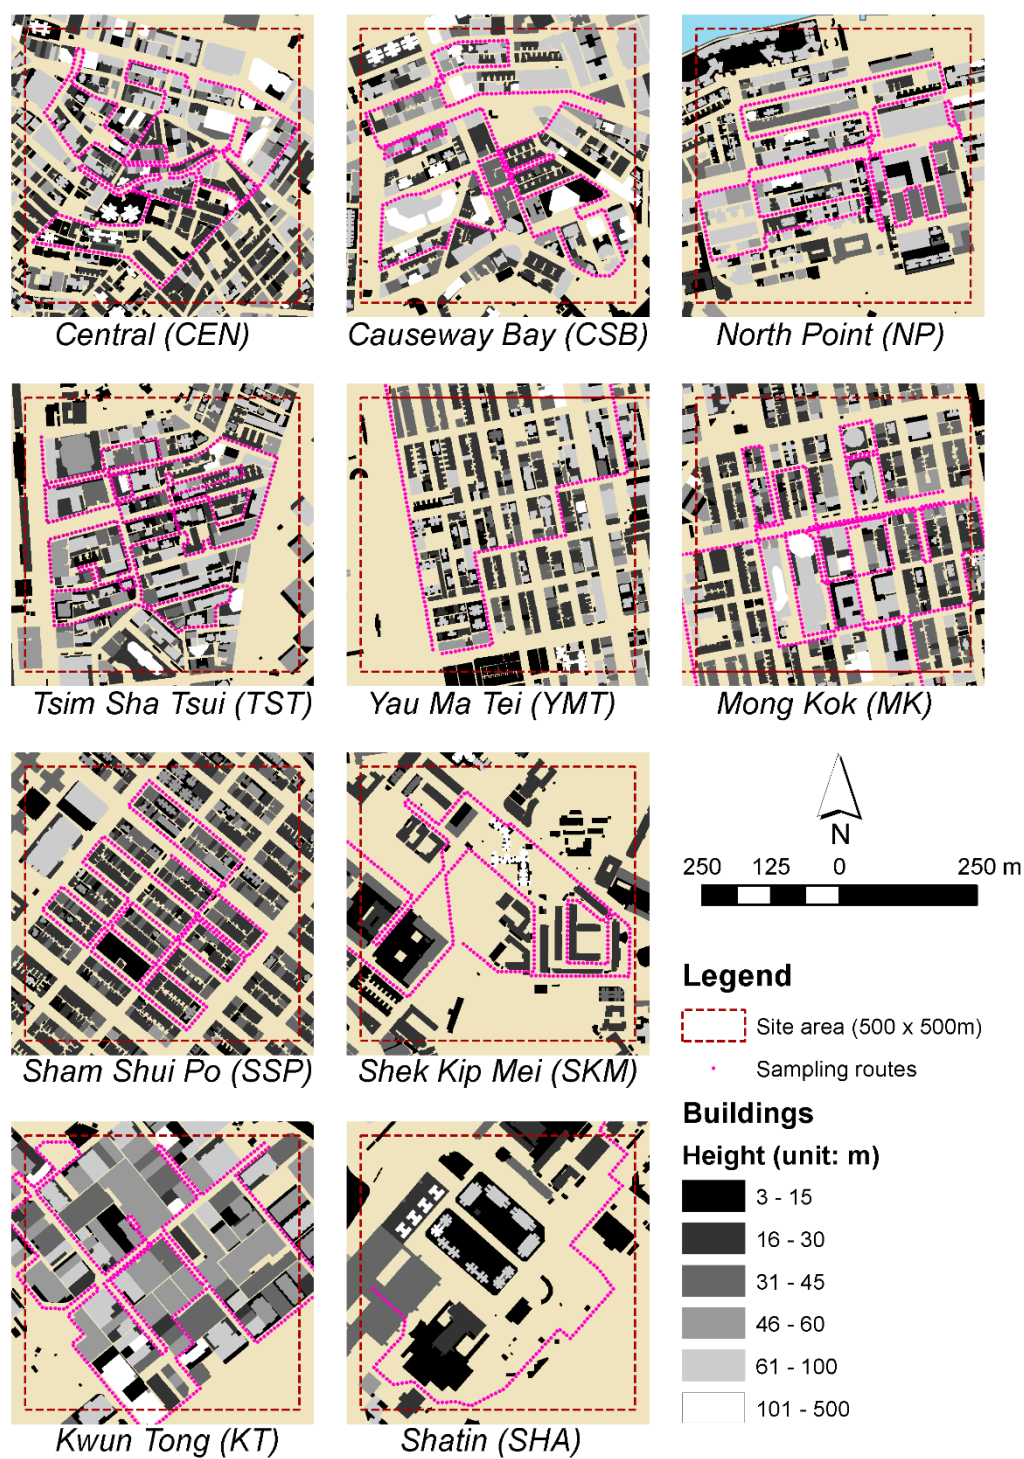 Central (CEN)
Causeway Bay (CSB)
North Point (NP)
Tsim Sha Tsui (TST)
Yau Ma Tei (YMT)
Mong Kok (MK)
Sham Shui Po (SSP)
Shek Kip Mei (SKM)
N
250 125 0 250 m
Legend
Site area (500 x 500m)
Sampling routes
Buildings
Height (unit: m)
3 - 15
16 - 30
31 - 45
46 - 60
61 - 100
101 - 500
Kwun Tong (KT)
Shatin (SHA)